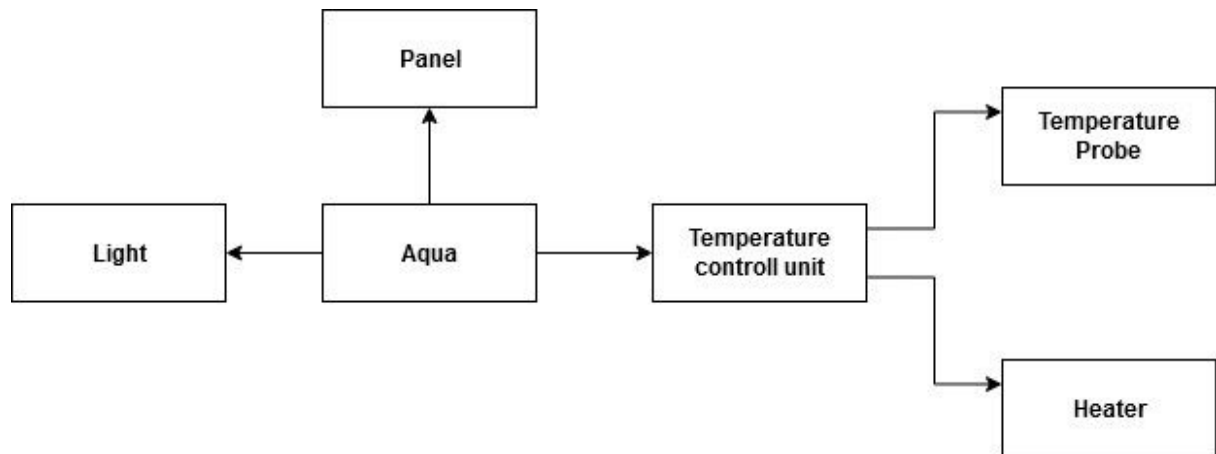 Panel
Temperature
Probe
Light
Aqua
Temperature
controll unit
Heater